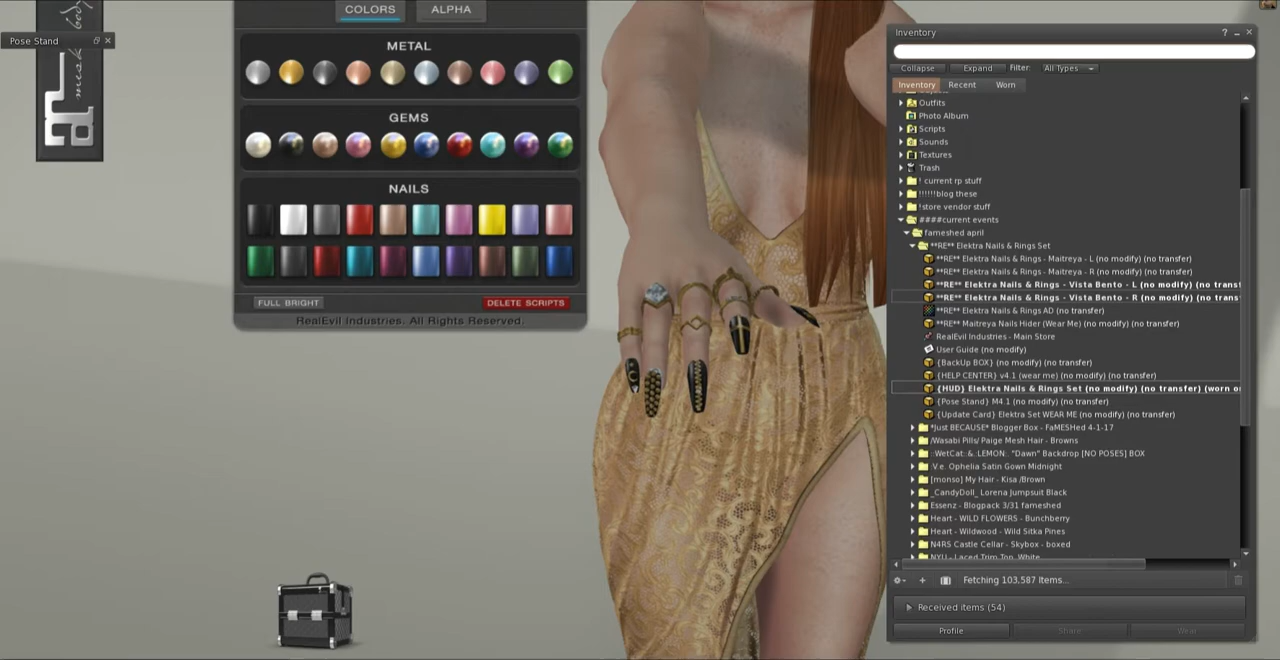 Pose Stand
mesh body
COLORS
ALPHA
METAL
GEMS
NAILS
FULL BRIGHT
DELETE SCRIPTS
RealEvil Industries. All Rights Reserved.
Inventory
Collapse
Expand
Filter:
All Types
Inventory
Recent
Worn
Outfits
Photo Album
Scripts
Sounds
Textures
Trash
! current rp stuff
!!!!!!blog these
!store vendor stuff
####current events
fameshed april
**RE** Elektra Nails & Rings Set
**RE** Elektra Nails & Rings - Maitreya - L (no modify) (no transfer)
**RE** Elektra Nails & Rings - Maitreya - R (no modify) (no transfer)
**RE** Elektra Nails & Rings - Vista Bento - L (no modify) (no transf
**RE** Elektra Nails & Rings - Vista Bento - R (no modify) (no transf
**RE** Elektra Nails & Rings AD (no transfer)
**RE** Maitreya Nails Hider (Wear Me) (no modify) (no transfer)
RealEvil Industries - Main Store
User Guide (no modify)
{BackUp BOX} (no modify) (no transfer)
{HELP CENTER} v4.1 (wear me) (no modify) (no transfer)
{HUD} Elektra Nails & Rings Set (no modify) (no transfer) (worn o
{Pose Stand} M4.1 (no modify) (no transfer)
{Update Card} Elektra Set WEAR ME (no modify) (no transfer)
*Just BECAUSE* Blogger Box - FaMESHed 4-1-17
/Wasabi Pills/ Paige Mesh Hair - Browns
::WetCat::&::LEMON:: "Dawn" Backdrop [NO POSES] BOX
.V.e. Ophelia Satin Gown Midnight
[monso] My Hair - Kisa /Brown
_CandyDoll_ Lorena Jumpsuit Black
Essenz - Blogpack 3/31 fameshed
Heart - WILD FLOWERS - Bunchberry
Heart - Wildwood - Wild Sitka Pines
N4RS Castle Cellar - Skybox - boxed
NYU - Laced Trim Top, White
Fetching 103,587 Items...
Received items (54)
Profile
Share
Wear